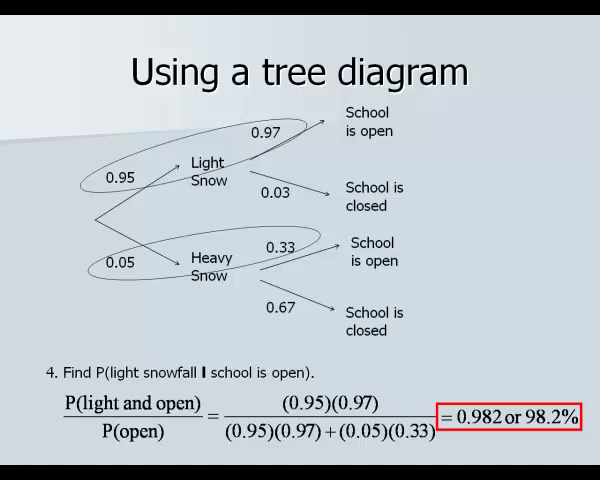 Using a tree diagram
School
is open
0.97
Light
Snow
0.95
0.03
School is
closed
0.33
School
is open
0.05
Heavy
Snow
0.67
School is
closed
4. Find P(light snowfall I school is open).
P(light and open) / P(open) = (0.95)(0.97) / (0.95)(0.97) + (0.05)(0.33) = 0.982 or 98.2%